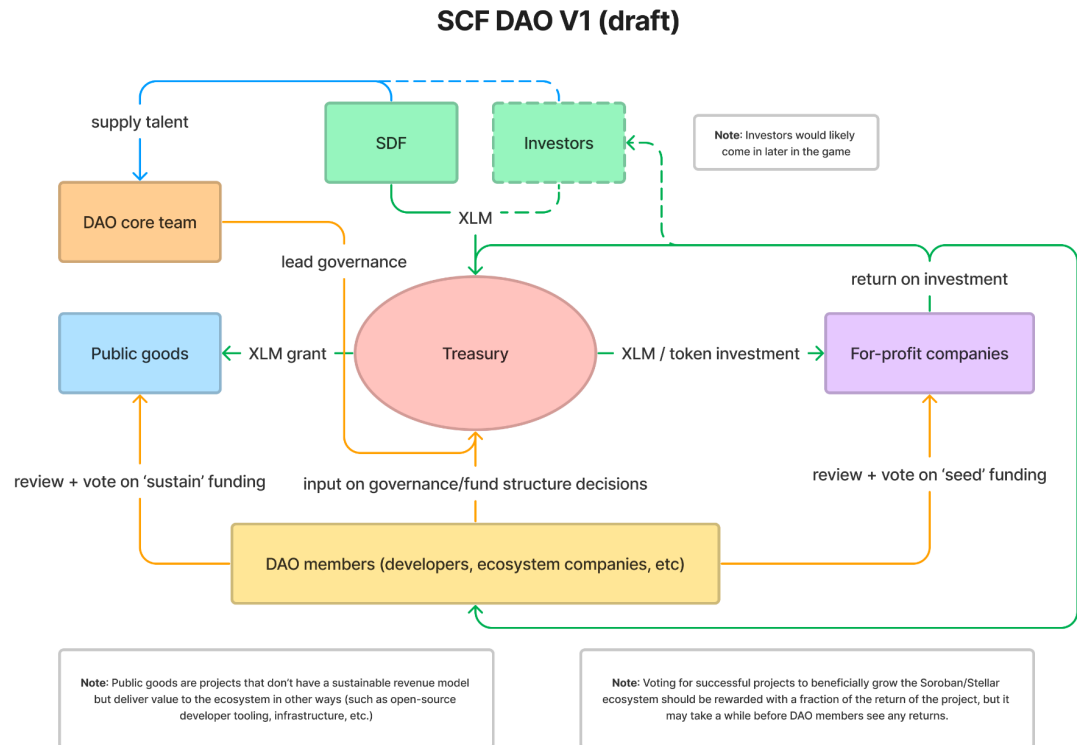 SCF DAO V1 (draft)
supply talent
SDF
Investors
Note: Investors would likely
come in later in the game
DAO core team
XLM
lead governance
return on investment
Public goods
XLM grant
Treasury
XLM / token investment
For-profit companies
review + vote on ‘sustain’ funding
input on governance/fund structure decisions
review + vote on ‘seed’ funding
DAO members (developers, ecosystem companies, etc)
Note: Public goods are projects that don’t have a sustainable revenue model
but deliver value to the ecosystem in other ways (such as open-source
developer tooling, infrastructure, etc.)
Note: Voting for successful projects to beneficially grow the Soroban/Stellar
ecosystem should be rewarded with a fraction of the return of the project, but it
may take a while before DAO members see any returns.